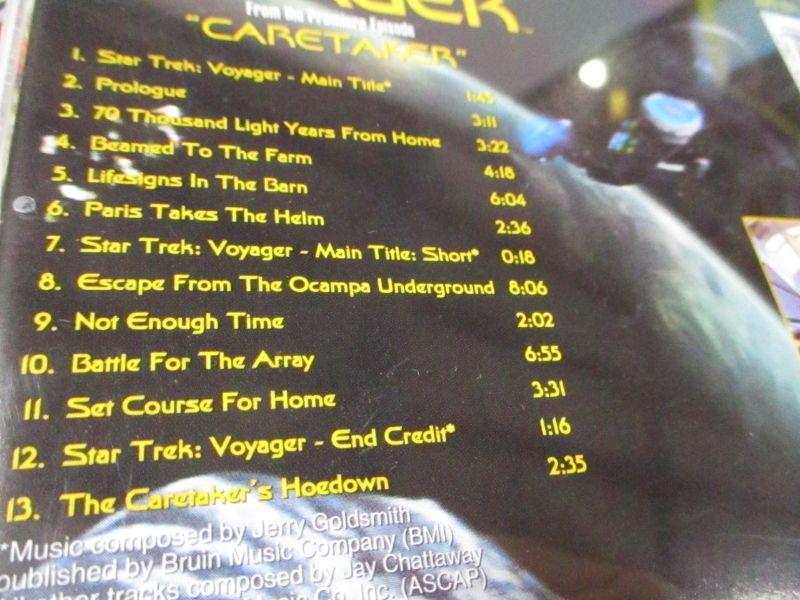 From the Premiere Episode
"CARETAKER"
1. Star Trek: Voyager - Main Title* 1:45
2. Prologue 3:11
3. 70 Thousand Light Years From Home 3:22
4. Beamed To The Farm 4:18
5. Lifesigns In The Barn 6:04
6. Paris Takes The Helm 2:36
7. Star Trek: Voyager - Main Title: Short* 0:18
8. Escape From The Ocampa Underground 8:06
9. Not Enough Time 2:02
10. Battle For The Array 6:55
11. Set Course For Home 3:31
12. Star Trek: Voyager - End Credit* 1:16
13. The Caretaker's Hoedown 2:35
*Music composed by Jerry Goldsmith
published by Bruin Music Company (BMI)
other tracks composed by Jay Chattaway
Music Co. Inc. (ASCAP)